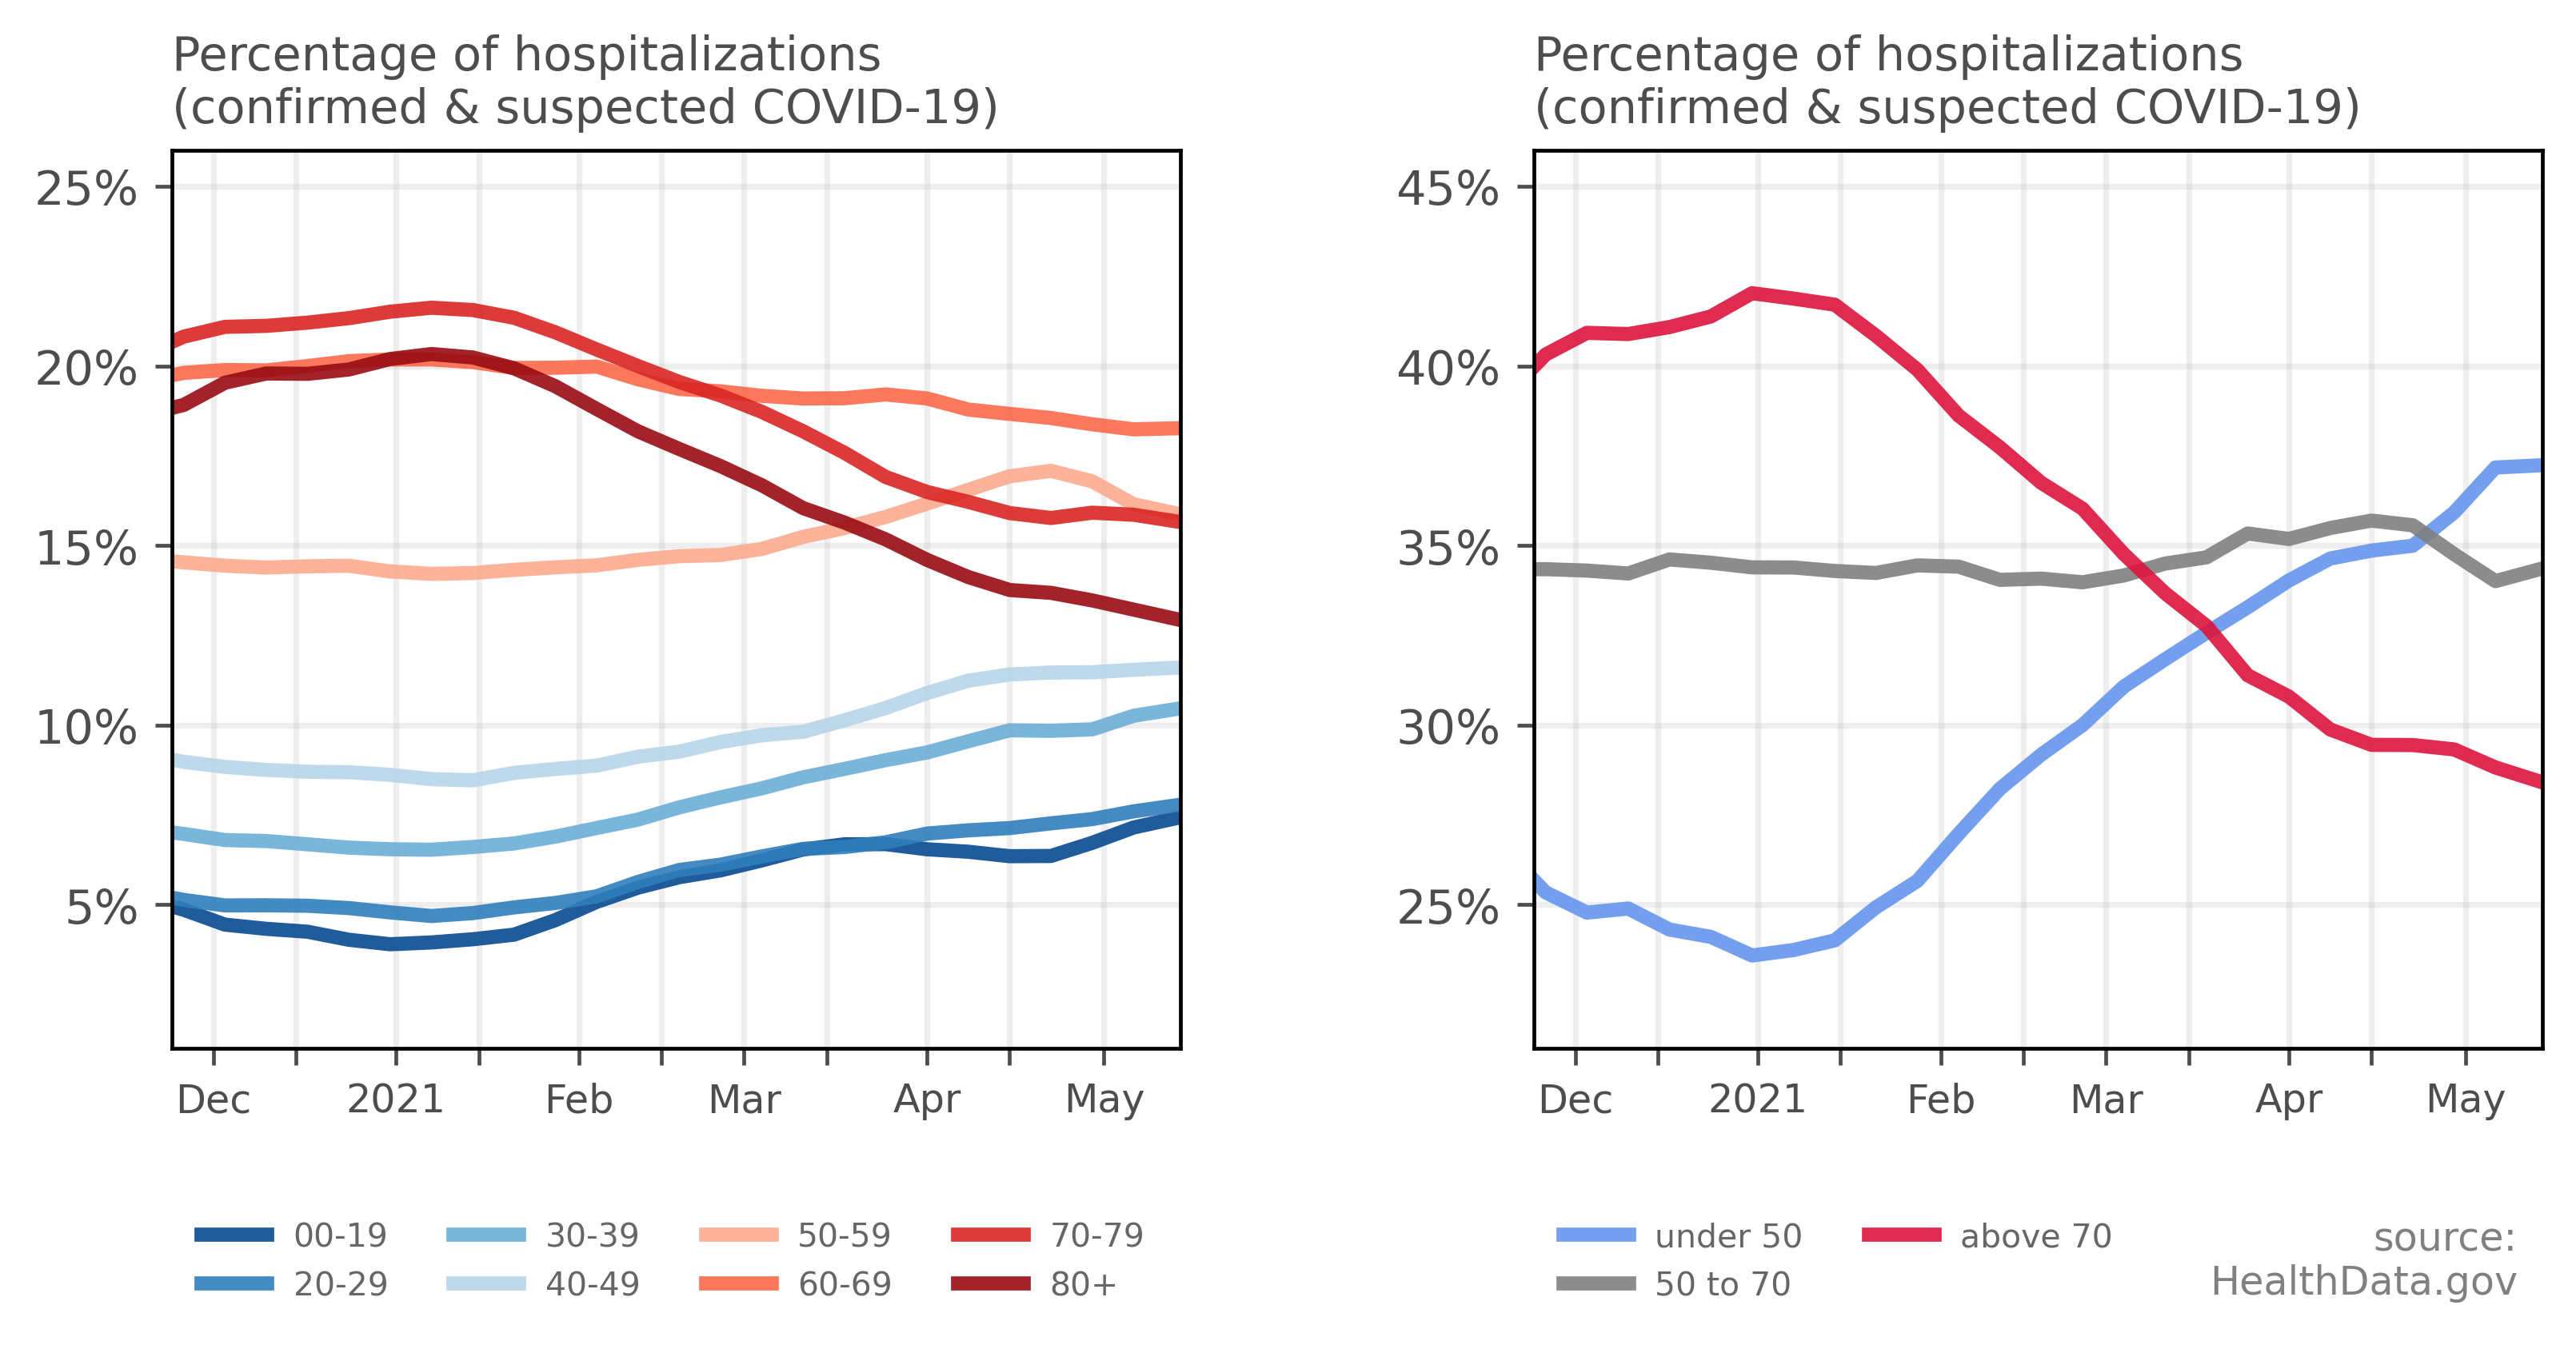 Percentage of hospitalizations
(confirmed & suspected COVID-19)
25%
20%
15%
10%
5%
Dec 2021 Feb Mar Apr May
00-19 30-39 50-59 70-79
20-29 40-49 60-69 80+
Percentage of hospitalizations
(confirmed & suspected COVID-19)
45%
40%
35%
30%
25%
Dec 2021 Feb Mar Apr May
under 50 above 70
50 to 70
source:
HealthData.gov